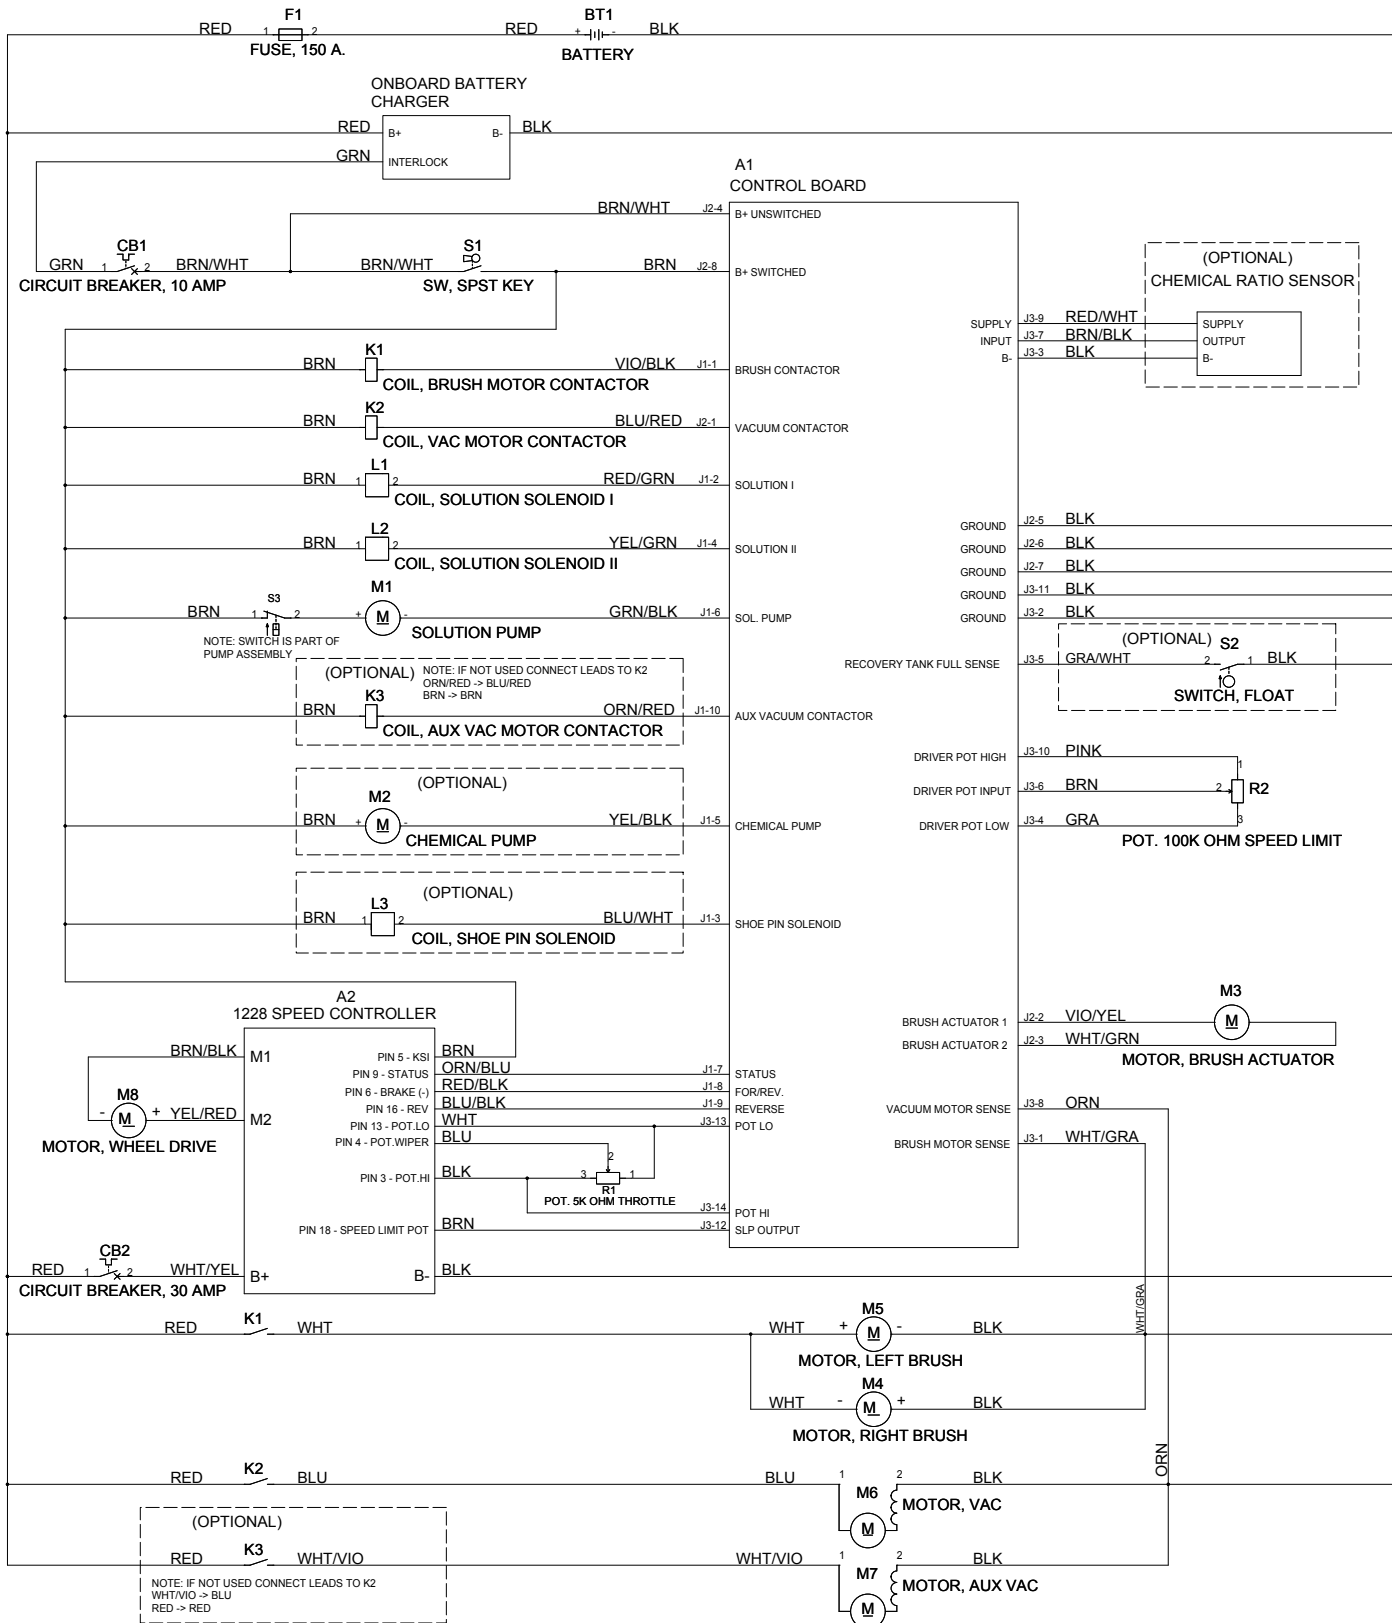 F1
BT1
RED 1 2 RED + - BLK
FUSE, 150 A.
BATTERY
ONBOARD BATTERY
CHARGER
RED B+ B- BLK
GRN INTERLOCK
A1
CONTROL BOARD
BRN/WHT J2-4 B+ UNSWITCHED
CB1
S1
GRN 1 2 BRN/WHT BRN/WHT BRN J2-8 B+ SWITCHED
CIRCUIT BREAKER, 10 AMP
SW, SPST KEY
(OPTIONAL)
CHEMICAL RATIO SENSOR
SUPPLY J3-9 RED/WHT SUPPLY
INPUT J3-7 BRN/BLK OUTPUT
B- J3-3 BLK B-
K1
BRN VIO/BLK J1-1 BRUSH CONTACTOR
COIL, BRUSH MOTOR CONTACTOR
K2
BRN BLU/RED J2-1 VACUUM CONTACTOR
COIL, VAC MOTOR CONTACTOR
L1
BRN 1 2 RED/GRN J1-2 SOLUTION I
COIL, SOLUTION SOLENOID I
L2
BRN 1 2 YEL/GRN J1-4 SOLUTION II
COIL, SOLUTION SOLENOID II
GROUND J2-5 BLK
GROUND J2-6 BLK
GROUND J2-7 BLK
GROUND J3-11 BLK
GROUND J3-2 BLK
S3
M1
BRN 1 2 + M - GRN/BLK J1-6 SOL. PUMP
SOLUTION PUMP
NOTE: SWITCH IS PART OF
PUMP ASSEMBLY
(OPTIONAL) S2
RECOVERY TANK FULL SENSE J3-5 GRA/WHT 2 1 BLK
SWITCH, FLOAT
(OPTIONAL) NOTE: IF NOT USED CONNECT LEADS TO K2
ORN/RED -> BLU/RED
BRN -> BRN
K3
BRN ORN/RED J1-10 AUX VACUUM CONTACTOR
COIL, AUX VAC MOTOR CONTACTOR
DRIVER POT HIGH J3-10 PINK 1
DRIVER POT INPUT J3-6 BRN 2 R2
DRIVER POT LOW J3-4 GRA 3
POT. 100K OHM SPEED LIMIT
(OPTIONAL)
M2
BRN + M - YEL/BLK J1-5 CHEMICAL PUMP
CHEMICAL PUMP
(OPTIONAL)
L3
BRN 1 2 BLU/WHT J1-3 SHOE PIN SOLENOID
COIL, SHOE PIN SOLENOID
A2
1228 SPEED CONTROLLER
M3
BRUSH ACTUATOR 1 J2-2 VIO/YEL M
BRUSH ACTUATOR 2 J2-3 WHT/GRN
MOTOR, BRUSH ACTUATOR
BRN/BLK M1 PIN 5 - KSI BRN
PIN 9 - STATUS ORN/BLU J1-7 STATUS
PIN 6 - BRAKE (-) RED/BLK J1-8 FOR/REV.
PIN 16 - REV BLU/BLK J1-9 REVERSE
PIN 13 - POT.LO WHT J3-13 POT LO
PIN 4 - POT.WIPER BLU
M8
- M + YEL/RED M2
MOTOR, WHEEL DRIVE
VACUUM MOTOR SENSE J3-8 ORN
BRUSH MOTOR SENSE J3-1 WHT/GRA
PIN 3 - POT.HI BLK 3 2 1
R1
POT. 5K OHM THROTTLE
J3-14 POT HI
PIN 18 - SPEED LIMIT POT BRN J3-12 SLP OUTPUT
CB2
RED 1 2 WHT/YEL B+ B- BLK
CIRCUIT BREAKER, 30 AMP
WHT/GRA
K1
M5
RED WHT WHT + M - BLK
MOTOR, LEFT BRUSH
M4
WHT - M + BLK
MOTOR, RIGHT BRUSH
ORN
K2
RED BLU BLU 1 2 BLK
M6
MOTOR, VAC
M
(OPTIONAL)
K3
RED WHT/VIO WHT/VIO 1 2 BLK
M7
MOTOR, AUX VAC
M
NOTE: IF NOT USED CONNECT LEADS TO K2
WHT/VIO -> BLU
RED -> RED